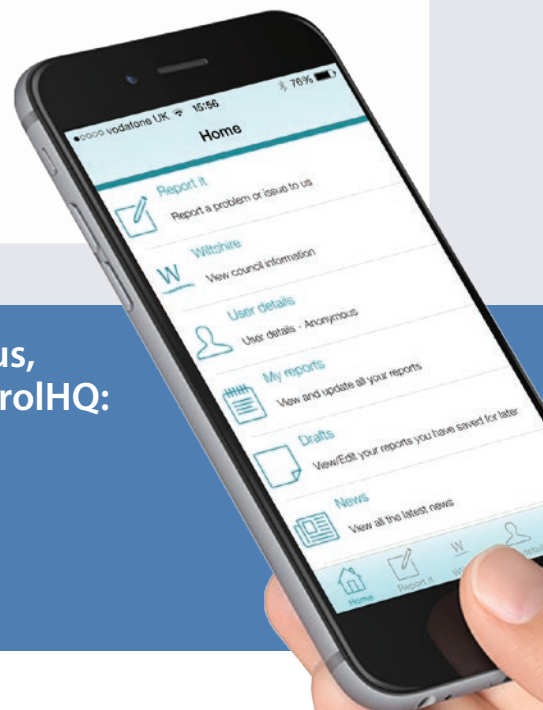 vodafone UK 15:56 76%
Home
Report it
Report a problem or issue to us
Wiltshire
View council information
User details
User details - Anonymous
My reports
View and update all your reports
Drafts
View/Edit your reports you have saved for later
News
View all the latest news
Home Report it
us,
rolHQ: